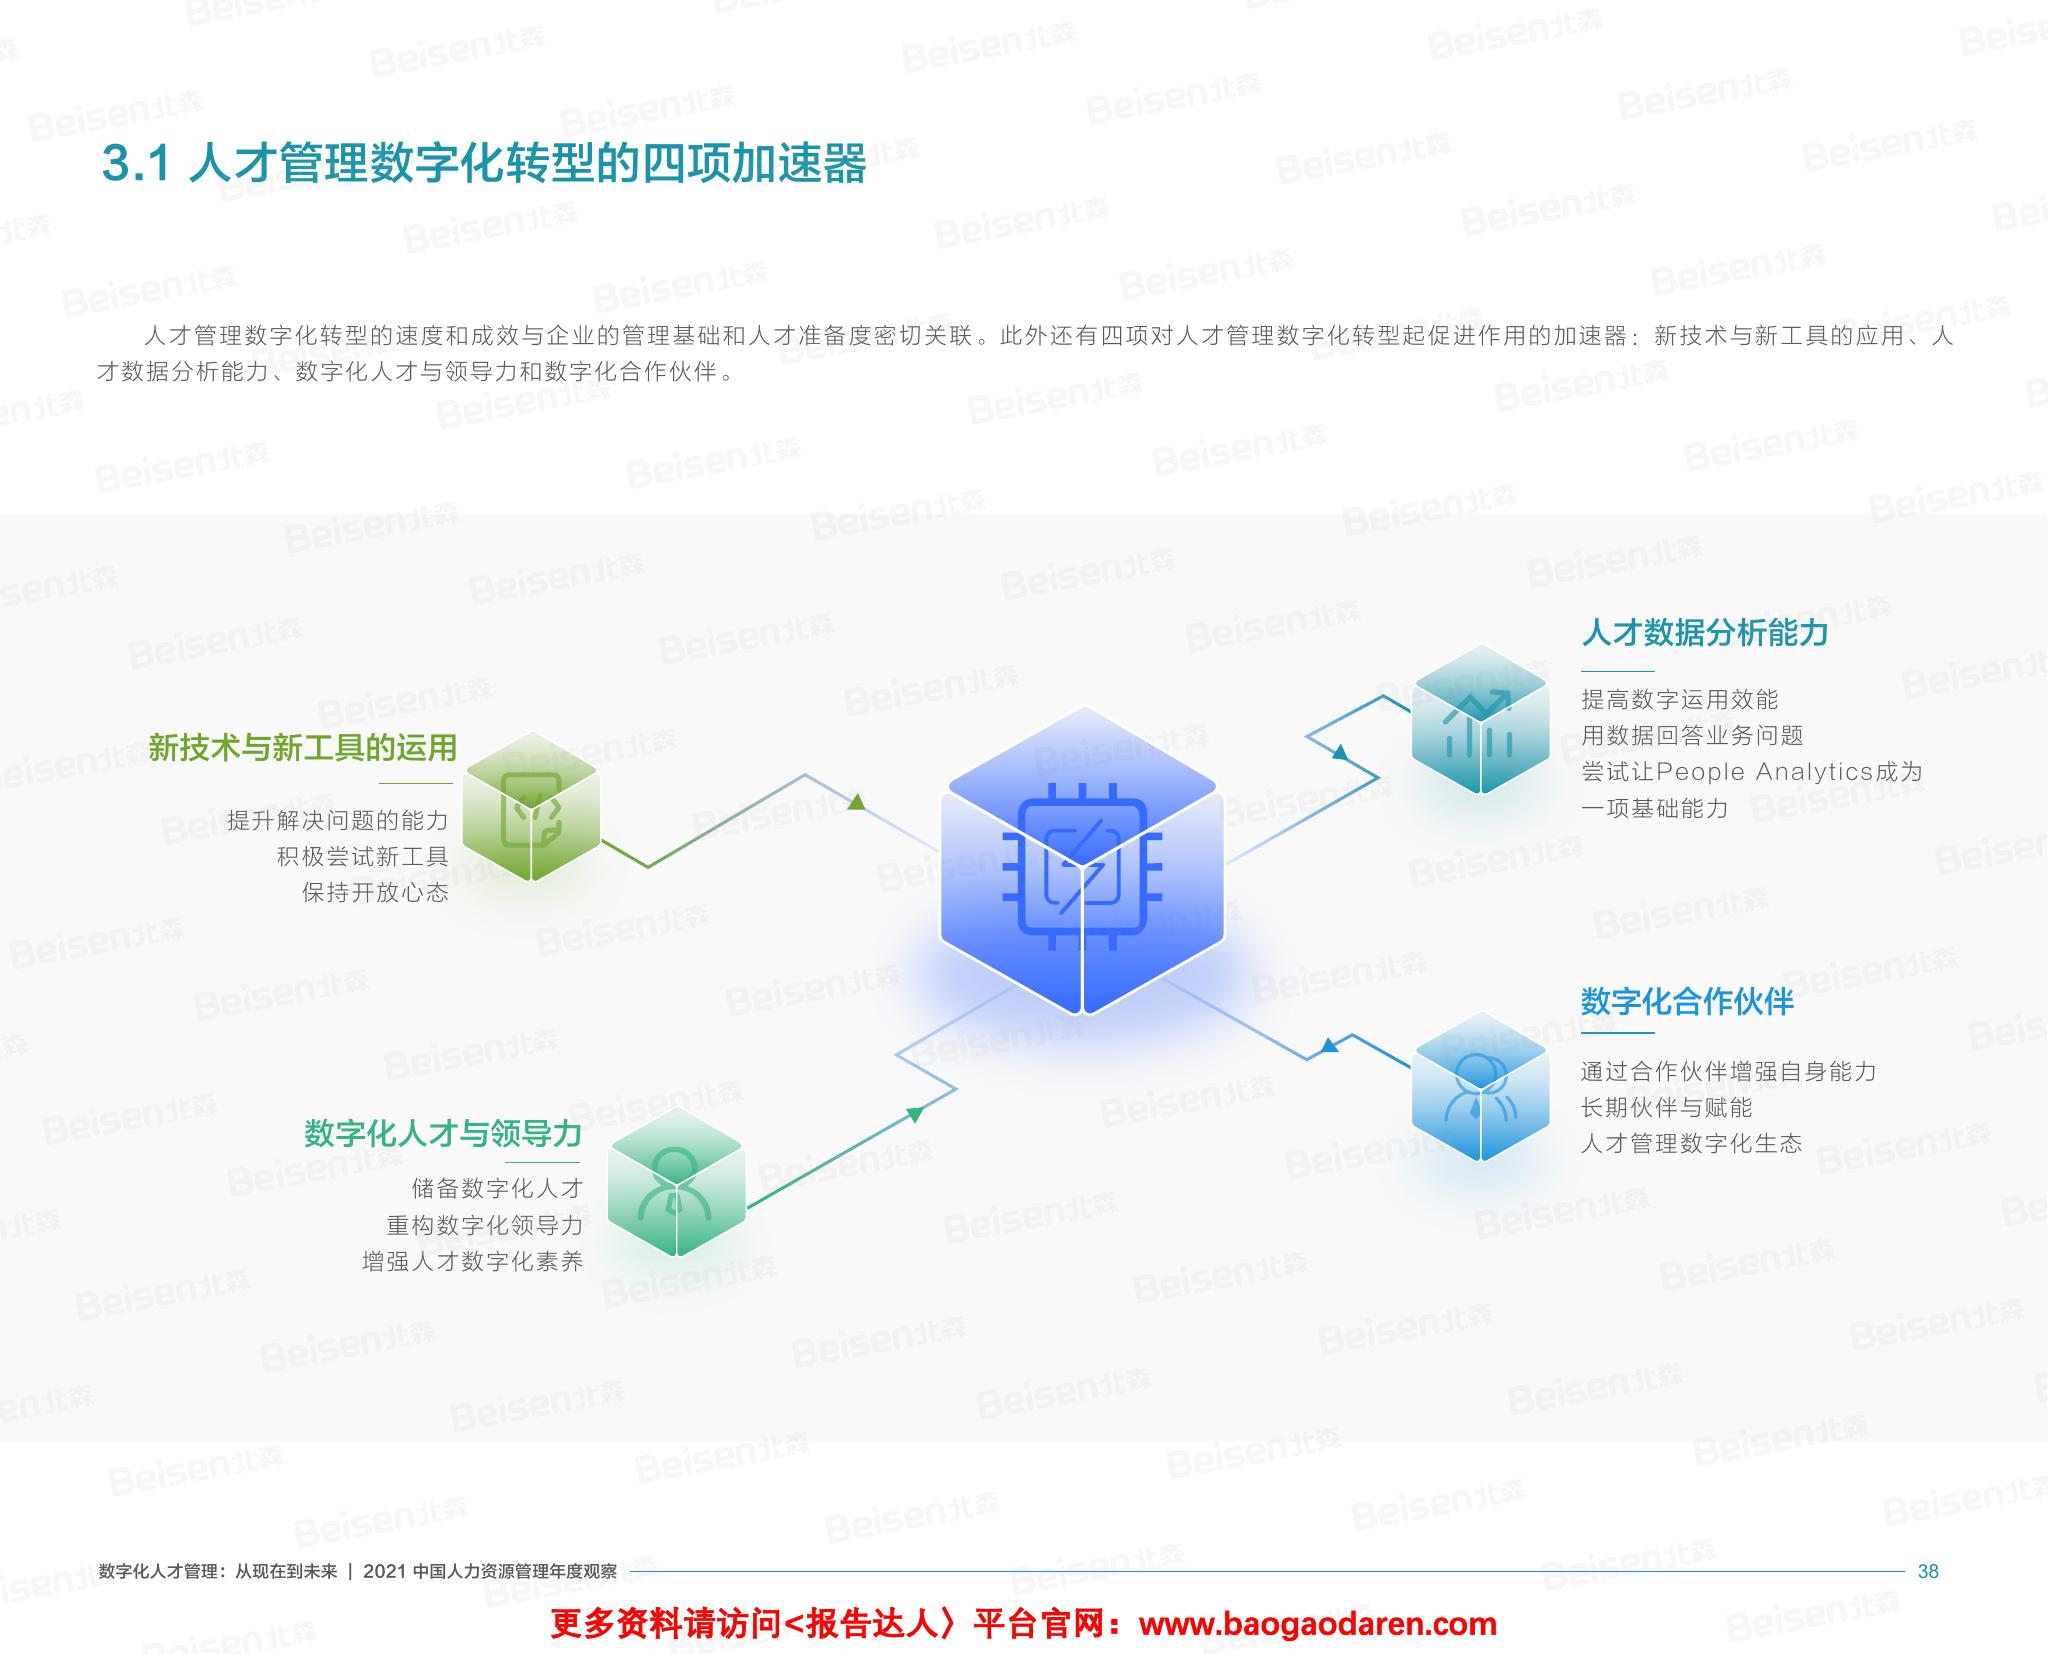 3.1 人才管理数字化转型的四项加速器
人才管理数字化转型的速度和成效与企业的管理基础和人才准备度密切关联。此外还有四项对人才管理数字化转型起促进作用的加速器：新技术与新工具的应用、人
才数据分析能力、数字化人才与领导力和数字化合作伙伴。
新技术与新工具的运用
提升解决问题的能力
积极尝试新工具
保持开放心态
人才数据分析能力
提高数字运用效能
用数据回答业务问题
尝试让People Analytics成为
一项基础能力
数字化人才与领导力
储备数字化人才
重构数字化领导力
增强人才数字化素养
数字化合作伙伴
通过合作伙伴增强自身能力
长期伙伴与赋能
人才管理数字化生态
数字化人才管理：从现在到未来 | 2021 中国人力资源管理年度观察
38
更多资料请访问<报告达人〉平台官网：www.baogaodaren.com
Beisen北森